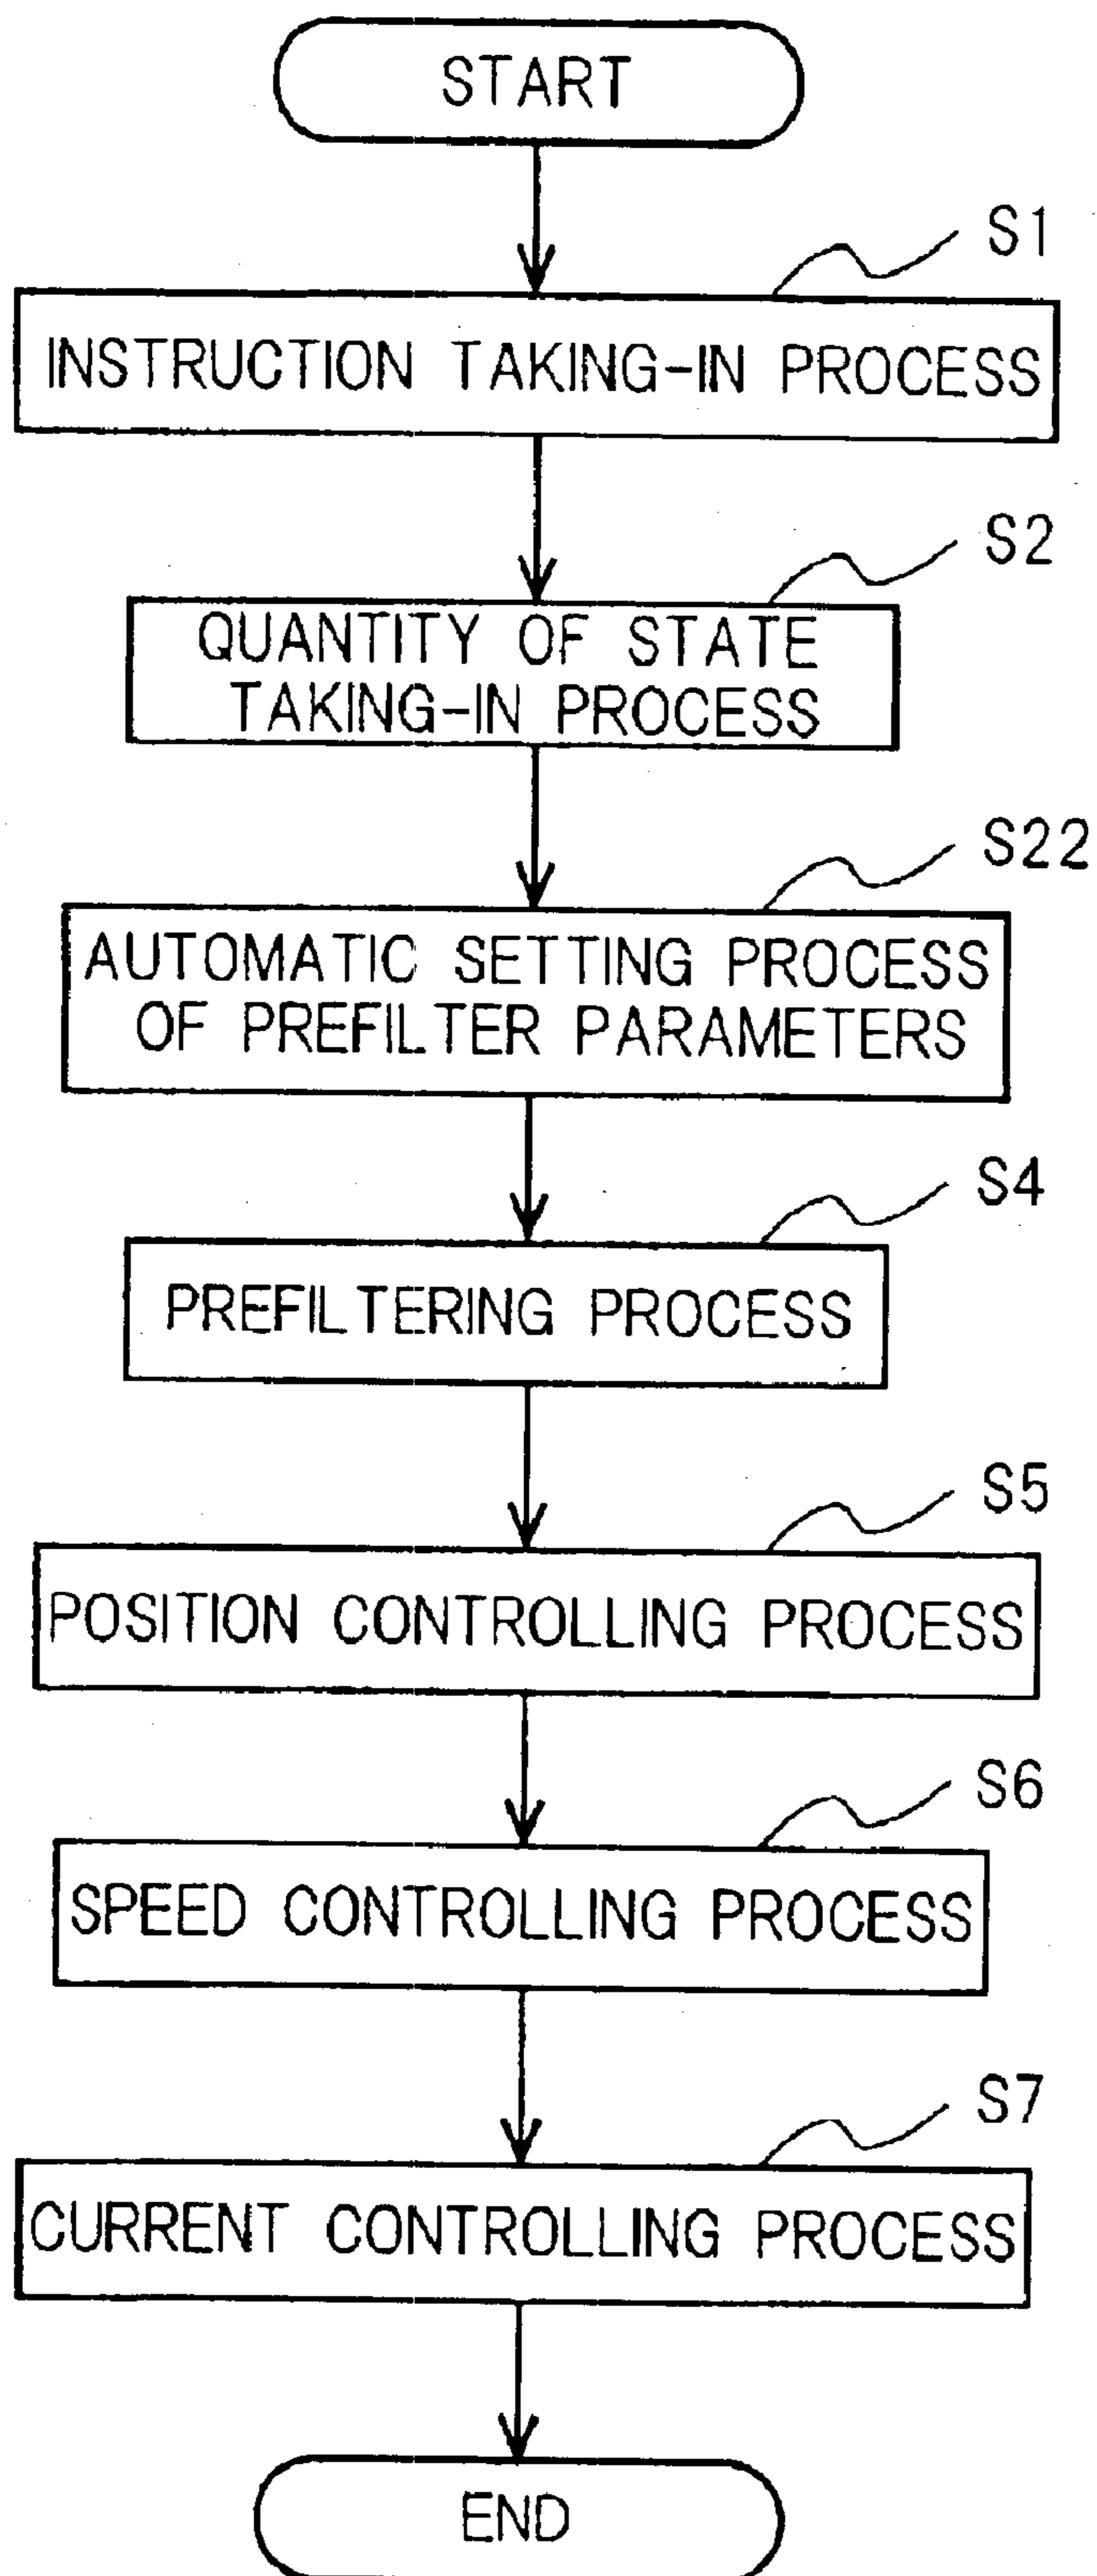 START
S1
INSTRUCTION TAKING-IN PROCESS
S2
QUANTITY OF STATE
TAKING-IN PROCESS
S22
AUTOMATIC SETTING PROCESS
OF PREFILTER PARAMETERS
S4
PREFILTERING PROCESS
S5
POSITION CONTROLLING PROCESS
S6
SPEED CONTROLLING PROCESS
S7
CURRENT CONTROLLING PROCESS
END